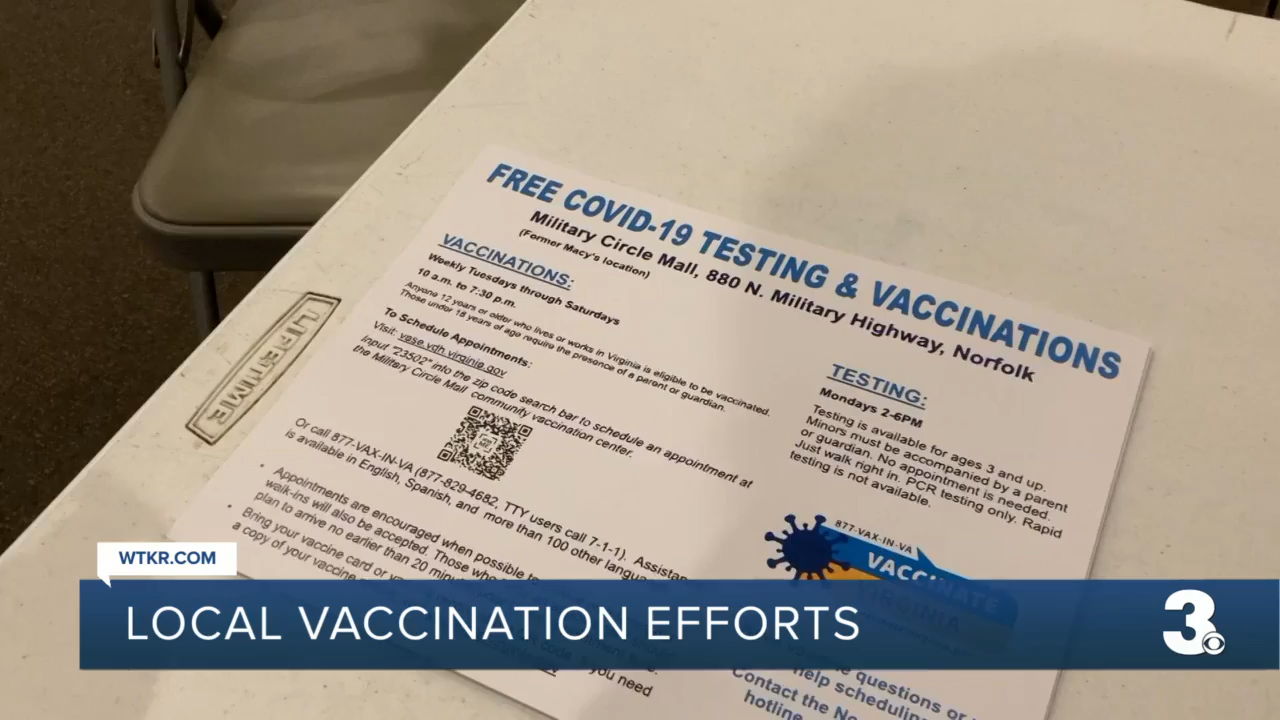 FREE COVID-19 TESTING & VACCINATIONS
Military Circle Mall, 880 N. Military Highway, Norfolk
(Former Macy's location)
VACCINATIONS:
Weekly Tuesdays through Saturdays
10 a.m. to 7:30 p.m.
Anyone 12 years or older who lives or works in Virginia is eligible to be vaccinated.
Those under 18 years of age require the presence of a parent or guardian.
To Schedule Appointments:
Visit: vase.vdh.virginia.gov
Input "23502" into the zip code search bar to schedule an appointment at
the Military Circle Mall community vaccination center.
Or call 877-VAX-IN-VA (877-829-4682, TTY users call 7-1-1).
is available in English, Spanish, and more than 100 other
Appointments are encouraged when possible
walk-ins will also be accepted. Those
plan to arrive no earlier than 20
Bring your vaccine card or
a copy of your vaccine
you need
TESTING:
Mondays 2-6PM
Testing is available for ages 3 and up.
Minors must be accompanied by a parent
or guardian. No appointment is needed.
Just walk right in. PCR testing only. Rapid
testing is not available.
877-VAX-IN-VA
VACCINATE
VIRGINIA
questions or
help scheduling
Contact the
hotline
LIFETIME
WTKR.COM
LOCAL VACCINATION EFFORTS
3